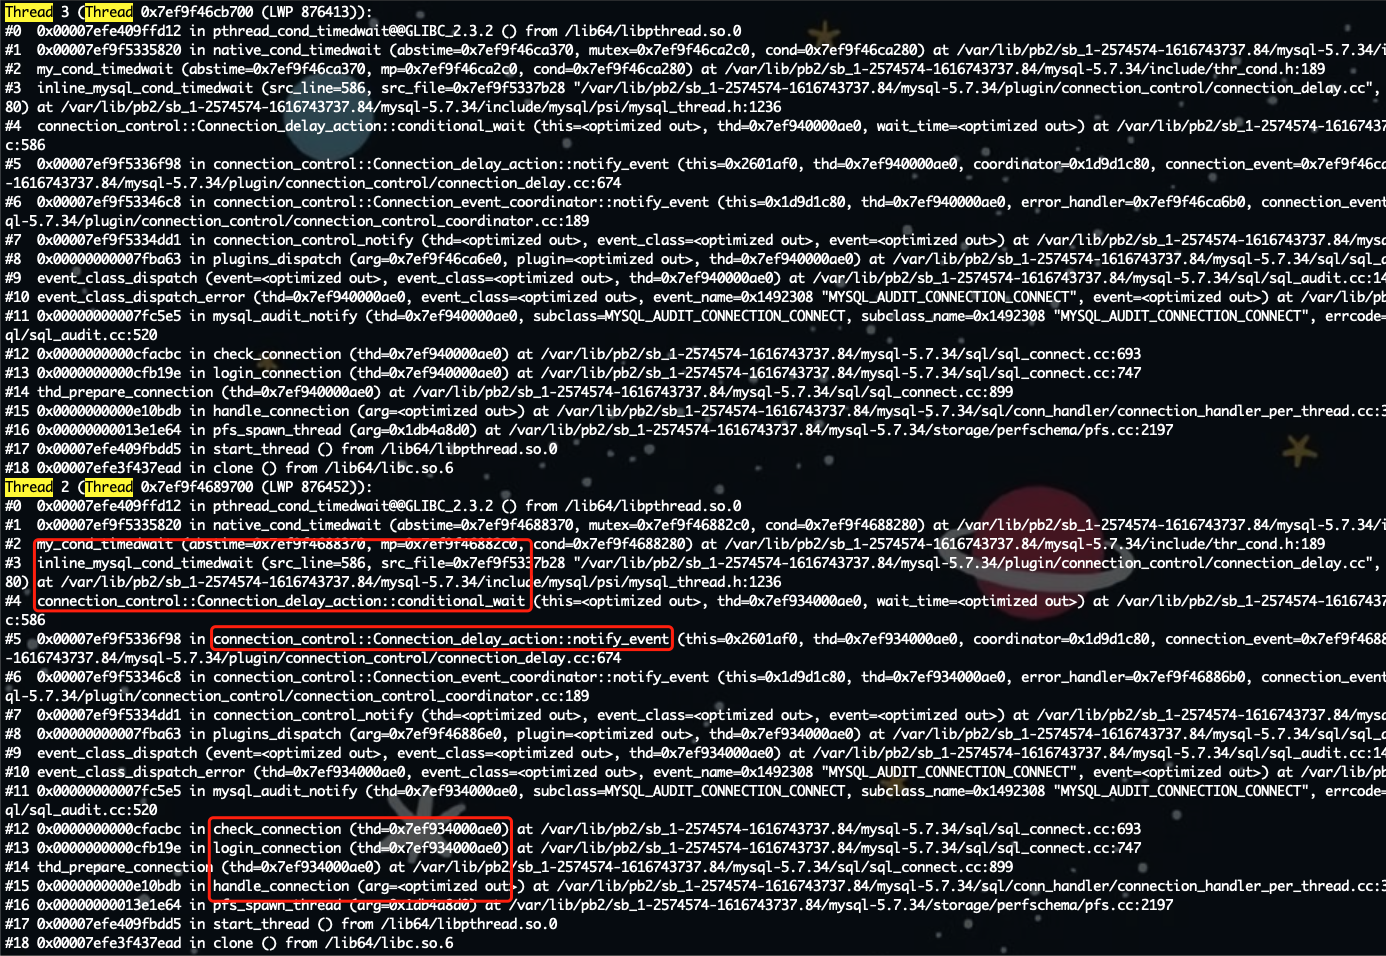 Thread 3 (Thread 0x7ef9f46cb700 (LWP 876413)):
#0  0x00007efe409ffd12 in pthread_cond_timedwait@@GLIBC_2.3.2 () from /lib64/libpthread.so.0
#1  0x00007ef9f5335820 in native_cond_timedwait (abstime=0x7ef9f46ca370, mutex=0x7ef9f46ca2c0, cond=0x7ef9f46ca280) at /var/lib/pb2/sb_1-2574574-1616743737.84/mysql-5.7.34/i
#2  my_cond_timedwait (abstime=0x7ef9f46ca370, mp=0x7ef9f46ca2c0, cond=0x7ef9f46ca280) at /var/lib/pb2/sb_1-2574574-1616743737.84/mysql-5.7.34/include/thr_cond.h:189
#3  inline_mysql_cond_timedwait (src_line=586, src_file=0x7ef9f5337b28 "/var/lib/pb2/sb_1-2574574-1616743737.84/mysql-5.7.34/plugin/connection_control/connection_delay.cc",
80) at /var/lib/pb2/sb_1-2574574-1616743737.84/mysql-5.7.34/include/mysql/psi/mysql_thread.h:1236
#4  connection_control::Connection_delay_action::conditional_wait (this=<optimized out>, thd=0x7ef940000ae0, wait_time=<optimized out>) at /var/lib/pb2/sb_1-2574574-16167437
c:586
#5  0x00007ef9f5336f98 in connection_control::Connection_delay_action::notify_event (this=0x2601af0, thd=0x7ef940000ae0, coordinator=0x1d9d1c80, connection_event=0x7ef9f46ca
-1616743737.84/mysql-5.7.34/plugin/connection_control/connection_delay.cc:674
#6  0x00007ef9f53346c8 in connection_control::Connection_event_coordinator::notify_event (this=0x1d9d1c80, thd=0x7ef940000ae0, error_handler=0x7ef9f46ca6b0, connection_event
ql-5.7.34/plugin/connection_control/connection_control_coordinator.cc:189
#7  0x00007ef9f5334dd1 in connection_control_notify (thd=<optimized out>, event_class=<optimized out>, event=<optimized out>) at /var/lib/pb2/sb_1-2574574-1616743737.84/mysq
#8  0x00000000007fba63 in plugins_dispatch (arg=0x7ef9f46ca6e0, plugin=<optimized out>, thd=0x7ef940000ae0) at /var/lib/pb2/sb_1-2574574-1616743737.84/mysql-5.7.34/sql/sql_a
#9  event_class_dispatch (event=<optimized out>, event_class=<optimized out>, thd=0x7ef940000ae0) at /var/lib/pb2/sb_1-2574574-1616743737.84/mysql-5.7.34/sql/sql_audit.cc:14
#10 event_class_dispatch_error (thd=0x7ef940000ae0, event_class=<optimized out>, event_name=0x1492308 "MYSQL_AUDIT_CONNECTION_CONNECT", event=<optimized out>) at /var/lib/pb
#11 0x00000000007fc5e5 in mysql_audit_notify (thd=0x7ef940000ae0, subclass=MYSQL_AUDIT_CONNECTION_CONNECT, subclass_name=0x1492308 "MYSQL_AUDIT_CONNECTION_CONNECT", errcode=
ql/sql_audit.cc:520
#12 0x0000000000cfacbc in check_connection (thd=0x7ef940000ae0) at /var/lib/pb2/sb_1-2574574-1616743737.84/mysql-5.7.34/sql/sql_connect.cc:693
#13 0x0000000000cfb19e in login_connection (thd=0x7ef940000ae0) at /var/lib/pb2/sb_1-2574574-1616743737.84/mysql-5.7.34/sql/sql_connect.cc:747
#14 thd_prepare_connection (thd=0x7ef940000ae0) at /var/lib/pb2/sb_1-2574574-1616743737.84/mysql-5.7.34/sql/sql_connect.cc:899
#15 0x0000000000e10bdb in handle_connection (arg=<optimized out>) at /var/lib/pb2/sb_1-2574574-1616743737.84/mysql-5.7.34/sql/conn_handler/connection_handler_per_thread.cc:3
#16 0x00000000013e1e64 in pfs_spawn_thread (arg=0x1db4a8d0) at /var/lib/pb2/sb_1-2574574-1616743737.84/mysql-5.7.34/storage/perfschema/pfs.cc:2197
#17 0x00007efe409fbdd5 in start_thread () from /lib64/libpthread.so.0
#18 0x00007efe3f437ead in clone () from /lib64/libc.so.6
Thread 2 (Thread 0x7ef9f4689700 (LWP 876452)):
#0  0x00007efe409ffd12 in pthread_cond_timedwait@@GLIBC_2.3.2 () from /lib64/libpthread.so.0
#1  0x00007ef9f5335820 in native_cond_timedwait (abstime=0x7ef9f4688370, mutex=0x7ef9f46882c0, cond=0x7ef9f4688280) at /var/lib/pb2/sb_1-2574574-1616743737.84/mysql-5.7.34/i
#2  my_cond_timedwait (abstime=0x7ef9f4688370, mp=0x7ef9f46882c0, cond=0x7ef9f4688280) at /var/lib/pb2/sb_1-2574574-1616743737.84/mysql-5.7.34/include/thr_cond.h:189
#3  inline_mysql_cond_timedwait (src_line=586, src_file=0x7ef9f5337b28 "/var/lib/pb2/sb_1-2574574-1616743737.84/mysql-5.7.34/plugin/connection_control/connection_delay.cc",
80) at /var/lib/pb2/sb_1-2574574-1616743737.84/mysql-5.7.34/include/mysql/psi/mysql_thread.h:1236
#4  connection_control::Connection_delay_action::conditional_wait (this=<optimized out>, thd=0x7ef934000ae0, wait_time=<optimized out>) at /var/lib/pb2/sb_1-2574574-16167437
c:586
#5  0x00007ef9f5336f98 in connection_control::Connection_delay_action::notify_event (this=0x2601af0, thd=0x7ef934000ae0, coordinator=0x1d9d1c80, connection_event=0x7ef9f4688
-1616743737.84/mysql-5.7.34/plugin/connection_control/connection_delay.cc:674
#6  0x00007ef9f53346c8 in connection_control::Connection_event_coordinator::notify_event (this=0x1d9d1c80, thd=0x7ef934000ae0, error_handler=0x7ef9f46886b0, connection_event
ql-5.7.34/plugin/connection_control/connection_control_coordinator.cc:189
#7  0x00007ef9f5334dd1 in connection_control_notify (thd=<optimized out>, event_class=<optimized out>, event=<optimized out>) at /var/lib/pb2/sb_1-2574574-1616743737.84/mysq
#8  0x00000000007fba63 in plugins_dispatch (arg=0x7ef9f46886e0, plugin=<optimized out>, thd=0x7ef934000ae0) at /var/lib/pb2/sb_1-2574574-1616743737.84/mysql-5.7.34/sql/sql_a
#9  event_class_dispatch (event=<optimized out>, event_class=<optimized out>, thd=0x7ef934000ae0) at /var/lib/pb2/sb_1-2574574-1616743737.84/mysql-5.7.34/sql/sql_audit.cc:14
#10 event_class_dispatch_error (thd=0x7ef934000ae0, event_class=<optimized out>, event_name=0x1492308 "MYSQL_AUDIT_CONNECTION_CONNECT", event=<optimized out>) at /var/lib/pb
#11 0x00000000007fc5e5 in mysql_audit_notify (thd=0x7ef934000ae0, subclass=MYSQL_AUDIT_CONNECTION_CONNECT, subclass_name=0x1492308 "MYSQL_AUDIT_CONNECTION_CONNECT", errcode=
ql/sql_audit.cc:520
#12 0x0000000000cfacbc in check_connection (thd=0x7ef934000ae0) at /var/lib/pb2/sb_1-2574574-1616743737.84/mysql-5.7.34/sql/sql_connect.cc:693
#13 0x0000000000cfb19e in login_connection (thd=0x7ef934000ae0) at /var/lib/pb2/sb_1-2574574-1616743737.84/mysql-5.7.34/sql/sql_connect.cc:747
#14 thd_prepare_connection (thd=0x7ef934000ae0) at /var/lib/pb2/sb_1-2574574-1616743737.84/mysql-5.7.34/sql/sql_connect.cc:899
#15 0x0000000000e10bdb in handle_connection (arg=<optimized out>) at /var/lib/pb2/sb_1-2574574-1616743737.84/mysql-5.7.34/sql/conn_handler/connection_handler_per_thread.cc:3
#16 0x00000000013e1e64 in pfs_spawn_thread (arg=0x1db4a8d0) at /var/lib/pb2/sb_1-2574574-1616743737.84/mysql-5.7.34/storage/perfschema/pfs.cc:2197
#17 0x00007efe409fbdd5 in start_thread () from /lib64/libpthread.so.0
#18 0x00007efe3f437ead in clone () from /lib64/libc.so.6